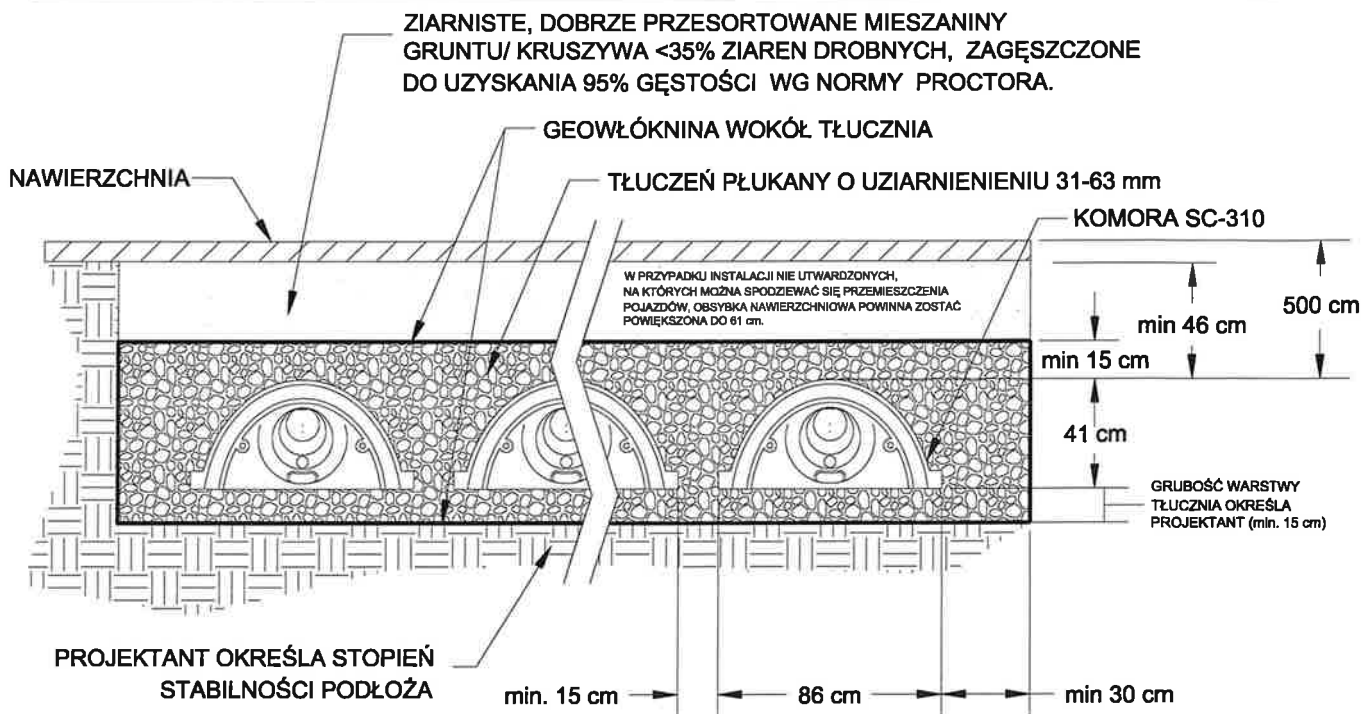 ZIARNISTE, DOBRZE PRZESORTOWANE MIESZANINY
GRUNTU/ KRUSZYWA <35% ZIAREN DROBNYCH, ZAGĘSZCZONE
DO UZYSKANIA 95% GĘSTOŚCI WG NORMY PROCTORA.
GEOWŁÓKNINA WOKÓŁ TŁUCZNIA
NAWIERZCHNIA
TŁUCZEŃ PŁUKANY O UZIARNIENIENIU 31-63 mm
KOMORA SC-310
W PRZYPADKU INSTALACJI NIE UTWARDZONYCH,
NA KTÓRYCH MOŻNA SPODZIEWAĆ SIĘ PRZEMIESZCZENIA
POJAZDÓW, OBSYBKA NAWIERZCHNIOWA POWINNA ZOSTAĆ
POWIĘKSZONA DO 61 cm.
500 cm
min 46 cm
min 15 cm
41 cm
GRUBOŚĆ WARSTWY
TŁUCZNIA OKREŚLA
PROJEKTANT (min. 15 cm)
PROJEKTANT OKREŚLA STOPIEŃ
STABILNOŚCI PODŁOŻA
min. 15 cm
86 cm
min 30 cm